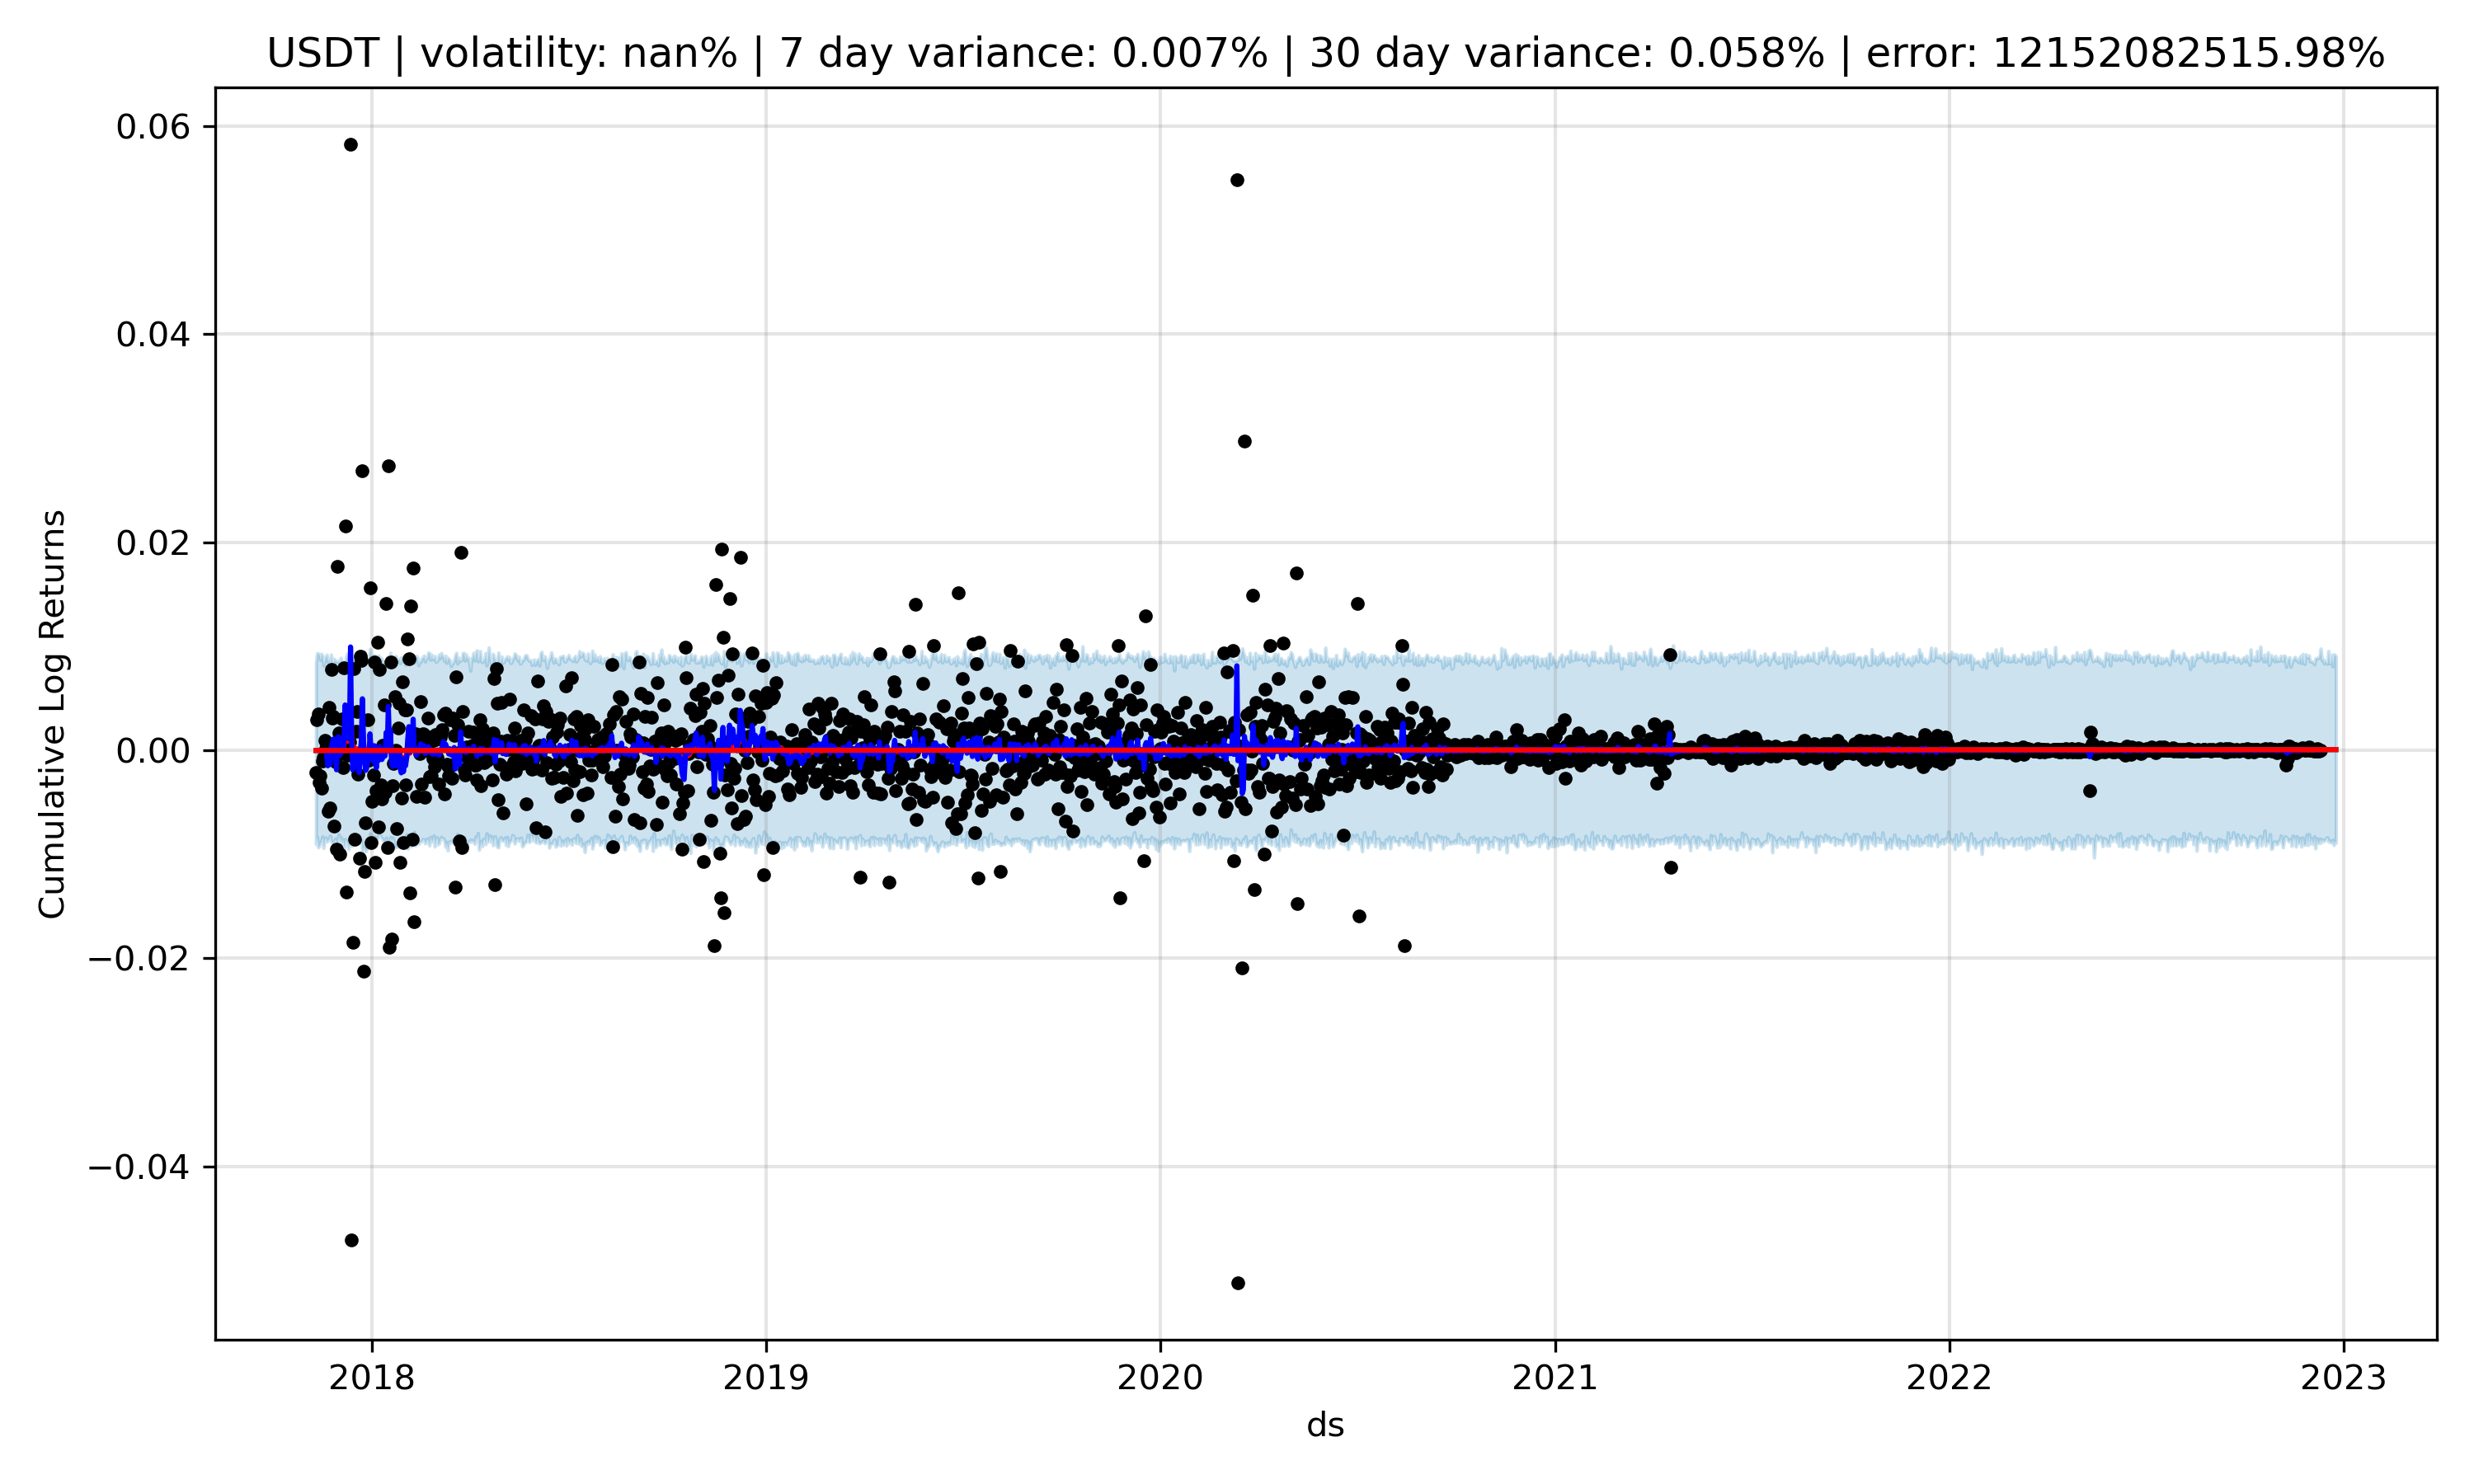 USDT | volatility: nan% | 7 day variance: 0.007% | 30 day variance: 0.058% | error: 12152082515.98%
0.06
0.04
0.02
0.00
−0.02
−0.04
Cumulative Log Returns
2018 2019 2020 2021 2022 2023
ds